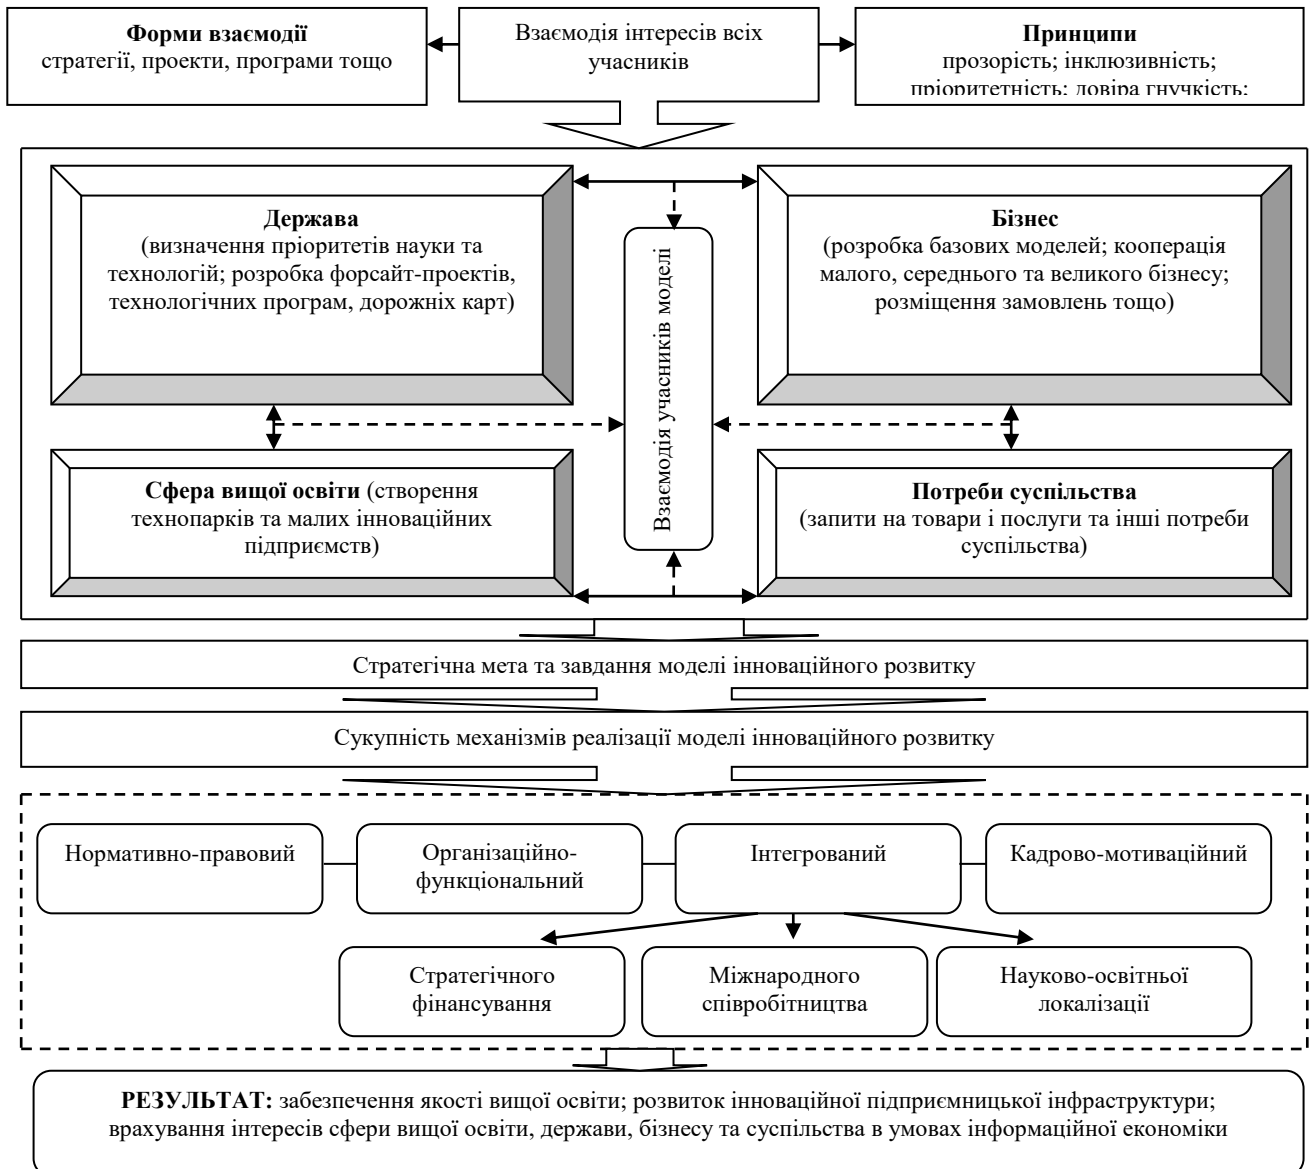 Форми взаємодії
стратегії, проекти, програми тощо
Взаємодія інтересів всіх
учасників
Принципи
прозорість; інклюзивність;
пріоритетність; довіра гнучкість;
Держава
(визначення пріоритетів науки та
технологій; розробка форсайт-проектів,
технологічних програм, дорожніх карт)
Бізнес
(розробка базових моделей; кооперація
малого, середнього та великого бізнесу;
розміщення замовлень тощо)
Взаємодія учасників моделі
Сфера вищої освіти (створення
технопарків та малих інноваційних
підприємств)
Потреби суспільства
(запити на товари і послуги та інші потреби
суспільства)
Стратегічна мета та завдання моделі інноваційного розвитку
Сукупність механізмів реалізації моделі інноваційного розвитку
Нормативно-правовий
Організаційно-
функціональний
Інтегрований
Кадрово-мотиваційний
Стратегічного
фінансування
Міжнародного
співробітництва
Науково-освітньої
локалізації
РЕЗУЛЬТАТ: забезпечення якості вищої освіти; розвиток інноваційної підприємницької інфраструктури;
врахування інтересів сфери вищої освіти, держави, бізнесу та суспільства в умовах інформаційної економіки